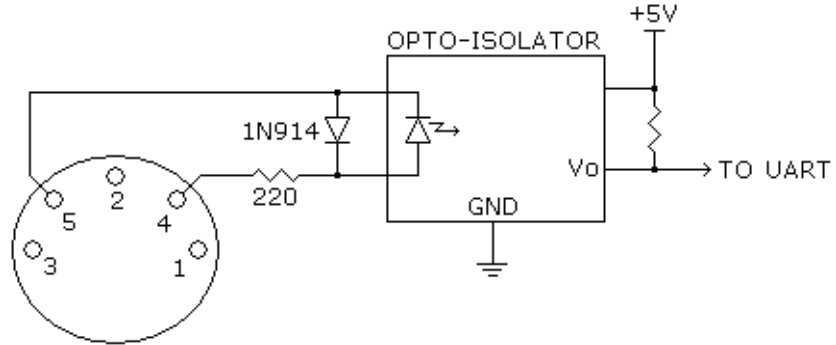 +5V
OPTO-ISOLATOR
1N914
Vo
TO UART
220
GND
2
5
4
3
1